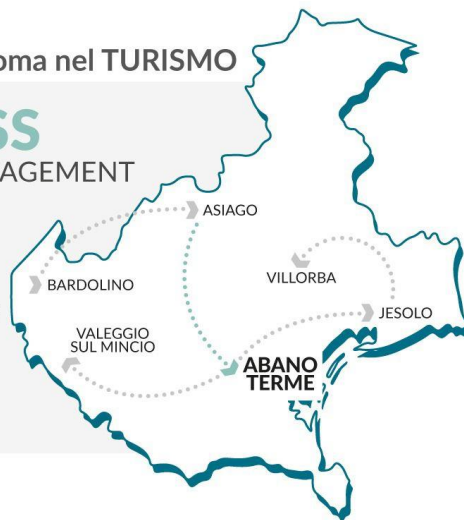 oma nel TURISMO
SS
AGEMENT
ASIAGO
BARDOLINO
VILLORBA
JESOLO
VALEGGIO
SUL MINCIO
ABANO
TERME